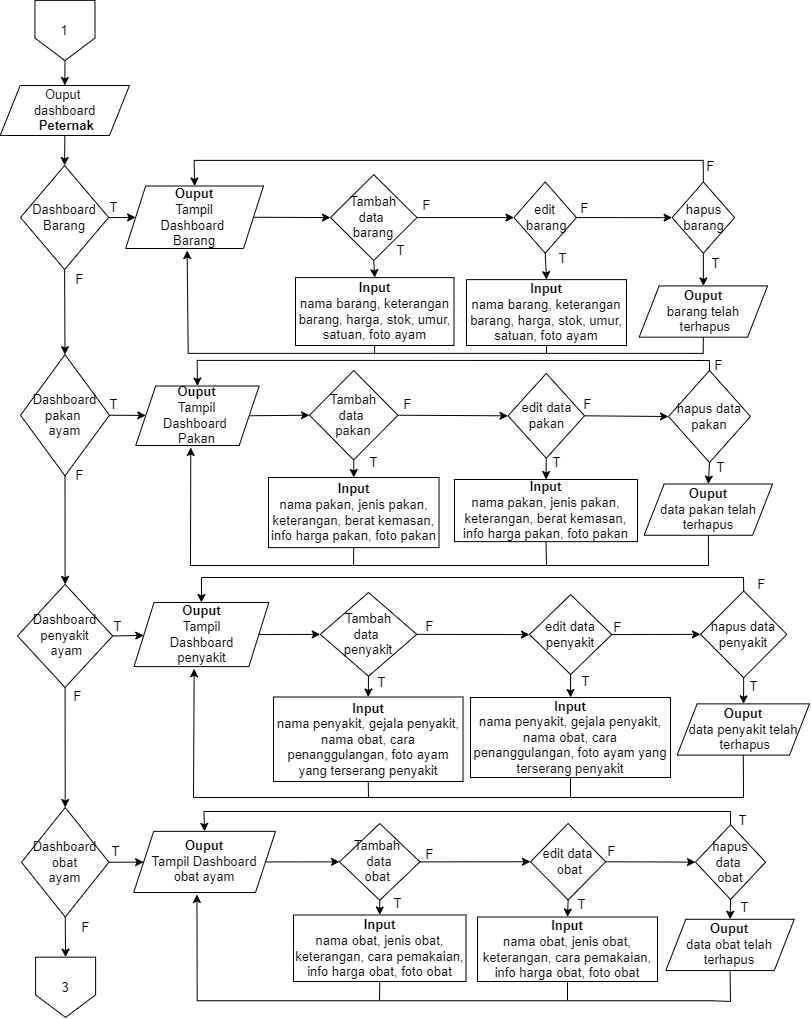 1
Ouput
dashboard
Peternak
Dashboard
Barang
T
F
Ouput
Tampil
Dashboard
Barang
Tambah
data
barang
F
T
edit
barang
F
T
hapus
barang
F
T
Input
nama barang, keterangan
barang, harga, stok, umur,
satuan, foto ayam
Input
nama barang, keterangan
barang, harga, stok, umur,
satuan, foto ayam
Ouput
barang telah
terhapus
Dashboard
pakan
ayam
T
F
Ouput
Tampil
Dashboard
Pakan
Tambah
data
pakan
F
T
edit data
pakan
F
T
hapus data
pakan
F
T
Input
nama pakan, jenis pakan,
keterangan, berat kemasan,
info harga pakan, foto pakan
Input
nama pakan, jenis pakan,
keterangan, berat kemasan,
info harga pakan, foto pakan
Ouput
data pakan telah
terhapus
Dashboard
penyakit
ayam
T
F
Ouput
Tampil
Dashboard
penyakit
Tambah
data
penyakit
F
T
edit data
penyakit
F
T
hapus data
penyakit
F
T
Input
nama penyakit, gejala penyakit,
nama obat, cara
penanggulangan, foto ayam
yang terserang penyakit
Input
nama penyakit, gejala penyakit,
nama obat, cara
penanggulangan, foto ayam yang
terserang penyakit
Ouput
data penyakit telah
terhapus
Dashboard
obat
ayam
T
F
Ouput
Tampil Dashboard
obat ayam
Tambah
data
obat
F
T
edit data
obat
F
T
hapus
data
obat
T
T
Input
nama obat, jenis obat,
keterangan, cara pemakaian,
info harga obat, foto obat
Input
nama obat, jenis obat,
keterangan, cara pemakaian,
info harga obat, foto obat
Ouput
data obat telah
terhapus
3